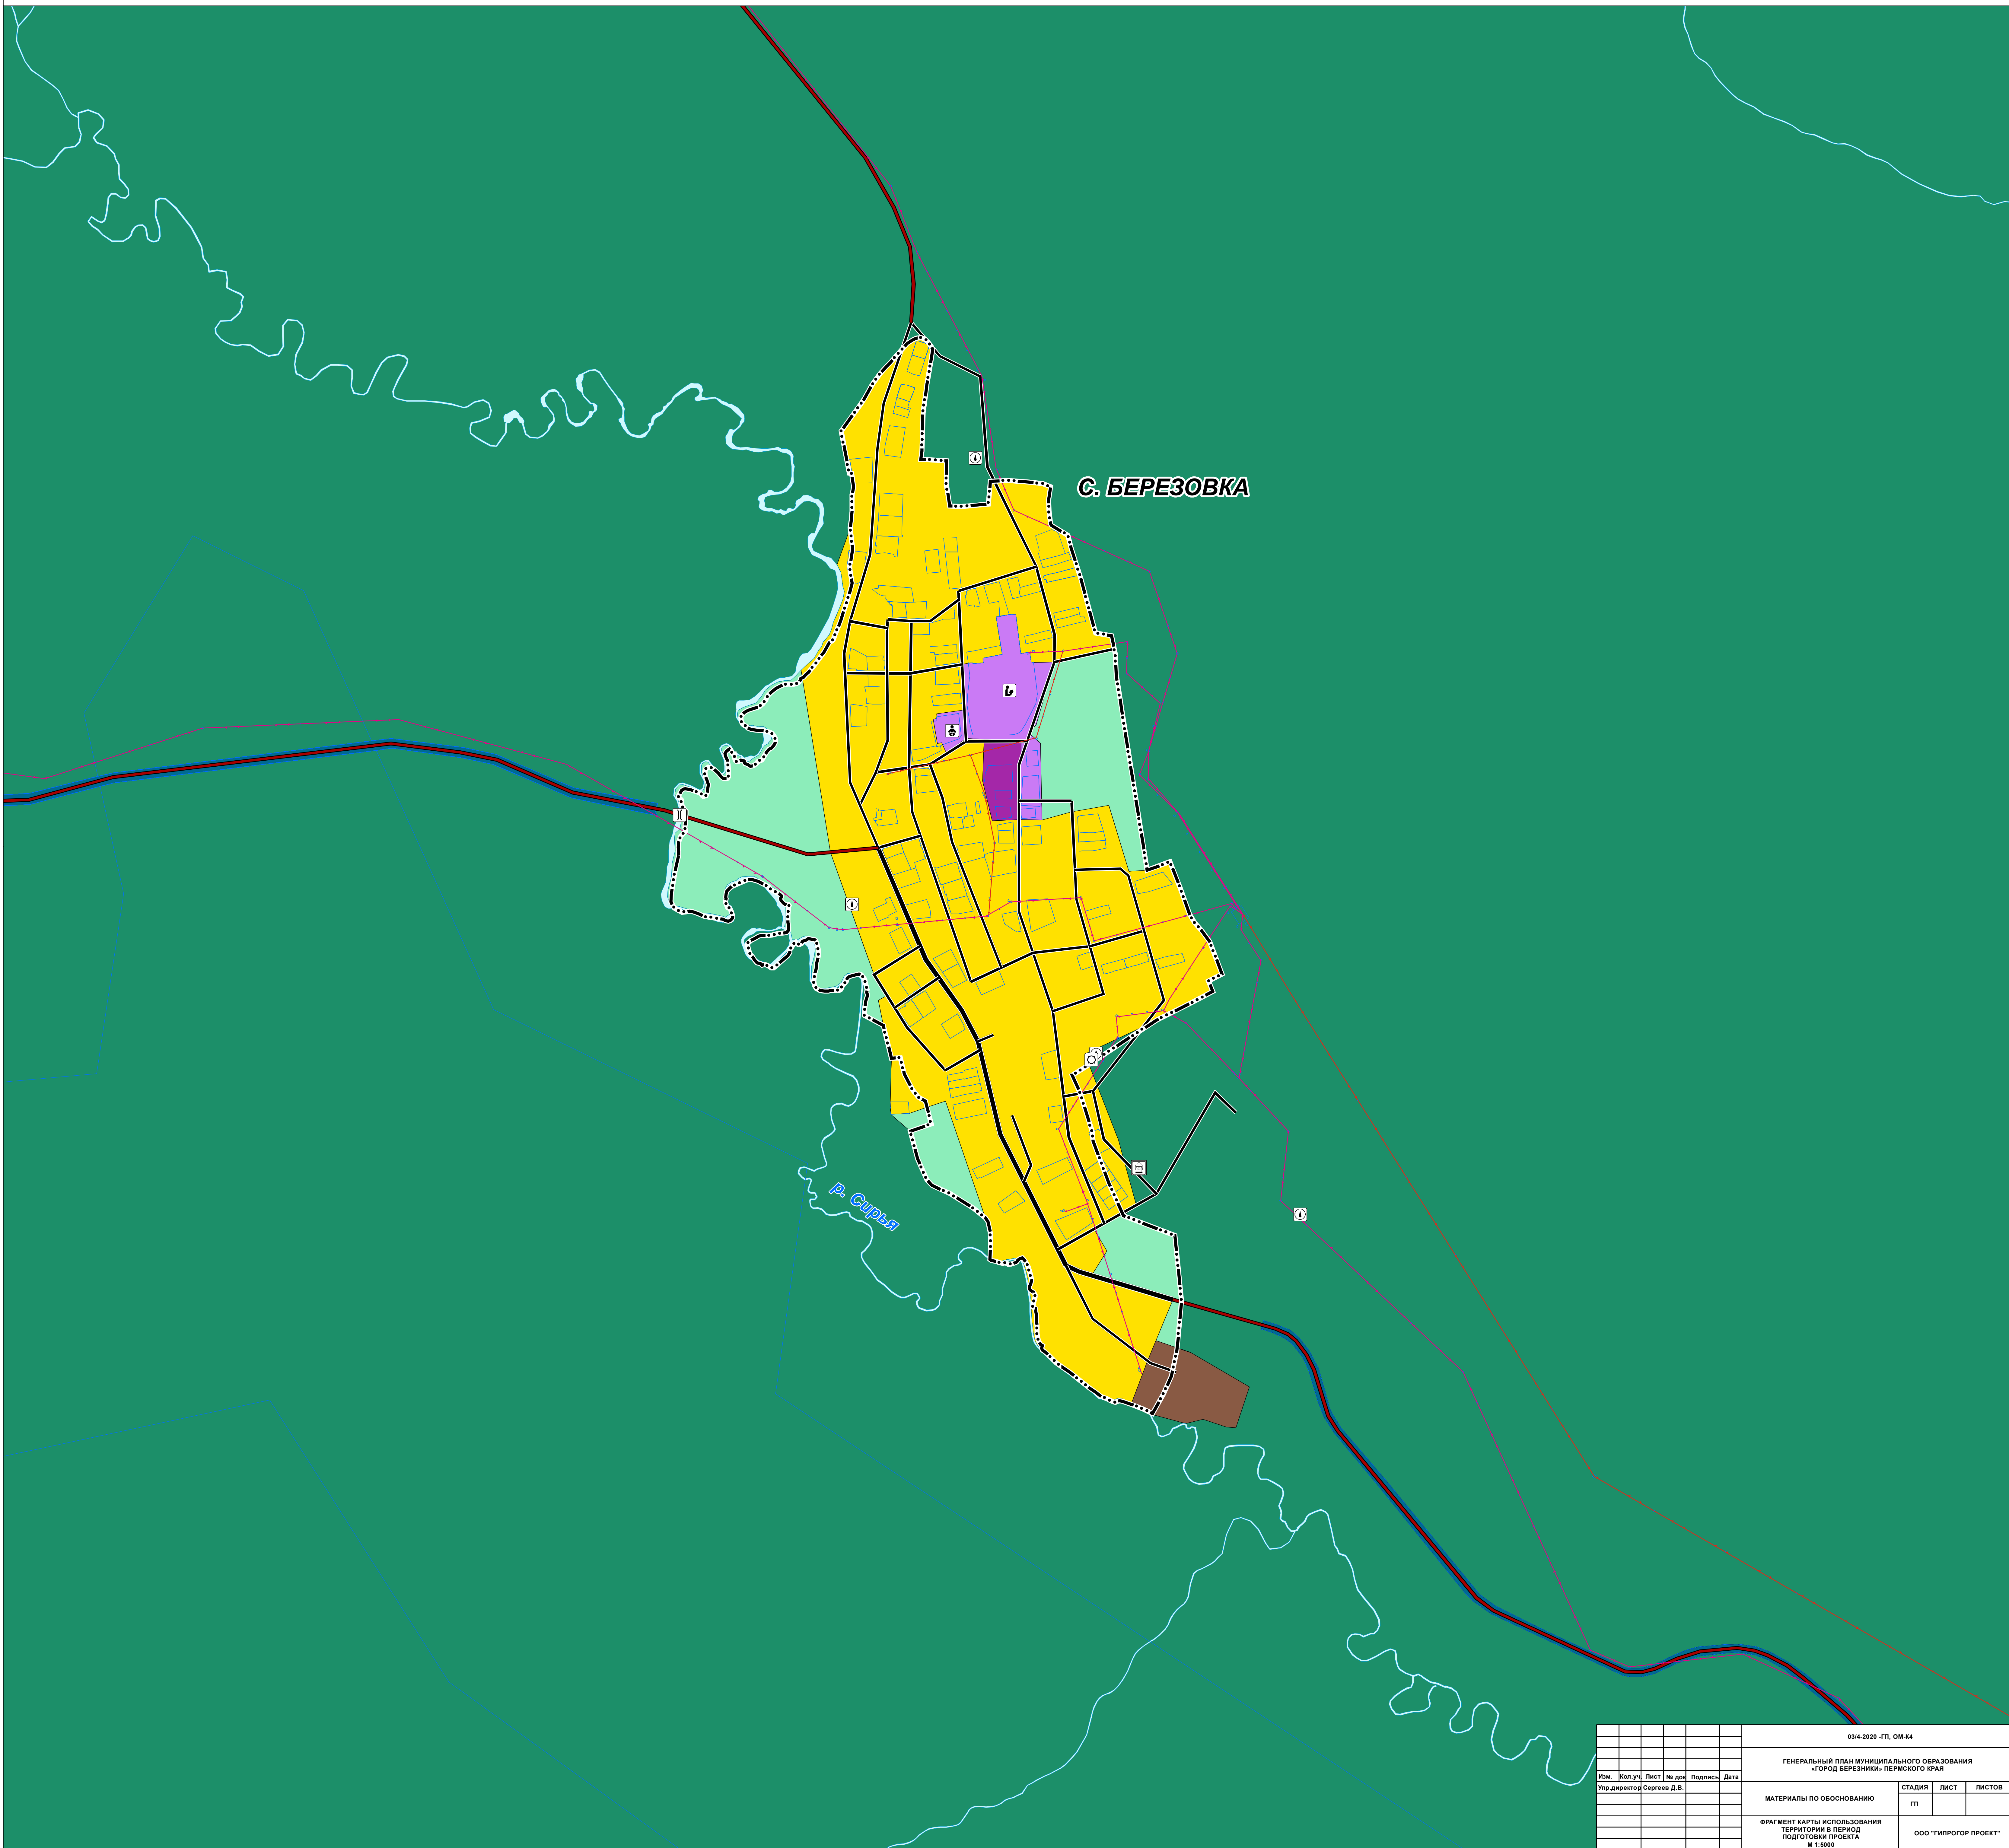 С. БЕРЕЗОВКА
р. Сирья
03/4-2020 -ГП, ОМ-К4
ГЕНЕРАЛЬНЫЙ ПЛАН МУНИЦИПАЛЬНОГО ОБРАЗОВАНИЯ
«ГОРОД БЕРЕЗНИКИ» ПЕРМСКОГО КРАЯ
Изм. Кол.уч Лист № док Подпись Дата
Упр.директор Сергеев Д.В.
МАТЕРИАЛЫ ПО ОБОСНОВАНИЮ
СТАДИЯ ЛИСТ ЛИСТОВ
ГП
ФРАГМЕНТ КАРТЫ ИСПОЛЬЗОВАНИЯ
ТЕРРИТОРИИ В ПЕРИОД
ПОДГОТОВКИ ПРОЕКТА
М 1:5000
ООО "ГИПРОГОР ПРОЕКТ"